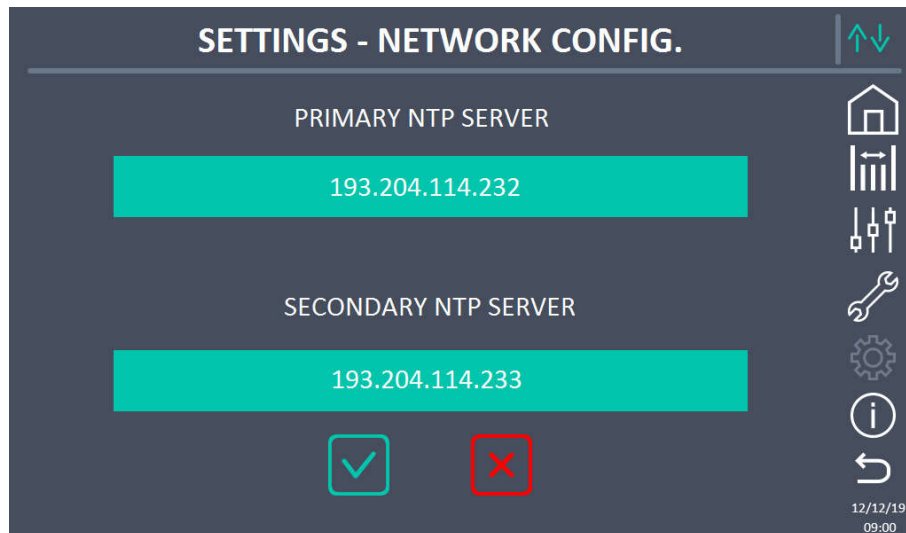 SETTINGS - NETWORK CONFIG.
PRIMARY NTP SERVER
193.204.114.232
SECONDARY NTP SERVER
193.204.114.233
12/12/19
09:00